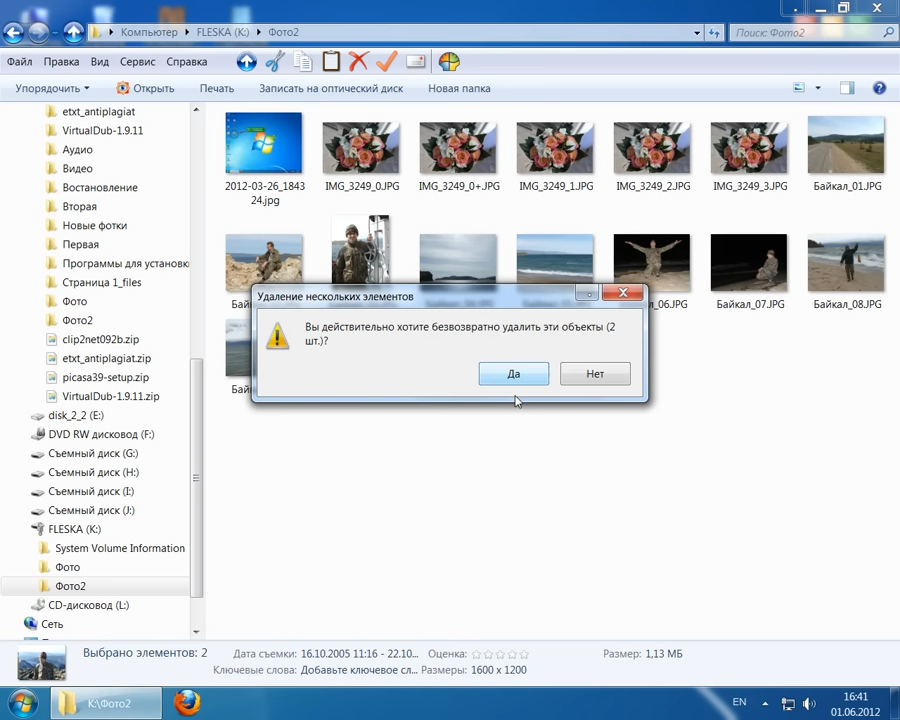 Компьютер ▸ FLESKA (K:) ▸ Фото2
Поиск: Фото2
Файл Правка Вид Сервис Справка
Упорядочить Открыть Печать Записать на оптический диск Новая папка
etxt_antiplagiat
VirtualDub-1.9.11
Аудио
Видео
Востановление
Вторая
Новые фотки
Первая
Программы для установки
Страница 1_files
Фото
Фото2
clip2net092b.zip
etxt_antiplagiat.zip
picasa39-setup.zip
VirtualDub-1.9.11.zip
disk_2_2 (E:)
DVD RW дисковод (F:)
Съемный диск (G:)
Съемный диск (H:)
Съемный диск (I:)
Съемный диск (J:)
FLESKA (K:)
System Volume Information
Фото
Фото2
CD-дисковод (L:)
Сеть
2012-03-26_1843
24.jpg
IMG_3249_0.JPG
IMG_3249_0+.JPG
IMG_3249_1.JPG
IMG_3249_2.JPG
IMG_3249_3.JPG
Байкал_01.JPG
_06.JPG
Байкал_07.JPG
Байкал_08.JPG
Удаление нескольких элементов
Вы действительно хотите безвозвратно удалить эти объекты (2
шт.)?
Да Нет
Выбрано элементов: 2
Дата съемки: 16.10.2005 11:16 - 22.10... Оценка: Размер: 1,13 МБ
Ключевые слова: Добавьте ключевое сл... Размеры: 1600 x 1200
K:\Фото2
EN
16:41
01.06.2012